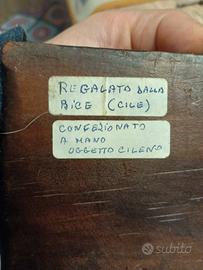 REGALATO DALLA
BICE (CILE)
CONFEZIONATO
A MANO
OGGETTO CILENO
subito